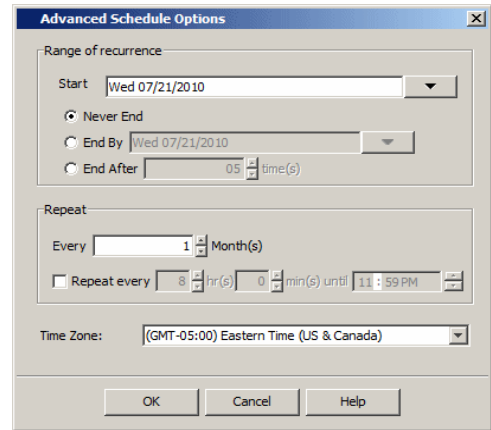 Advanced Schedule Options
Range of recurrence
Start Wed 07/21/2010
Never End
End By Wed 07/21/2010
End After 05 time(s)
Repeat
Every 1 Month(s)
Repeat every 8 hr(s) 0 min(s) until 11 : 59 PM
Time Zone: (GMT-05:00) Eastern Time (US & Canada)
OK Cancel Help